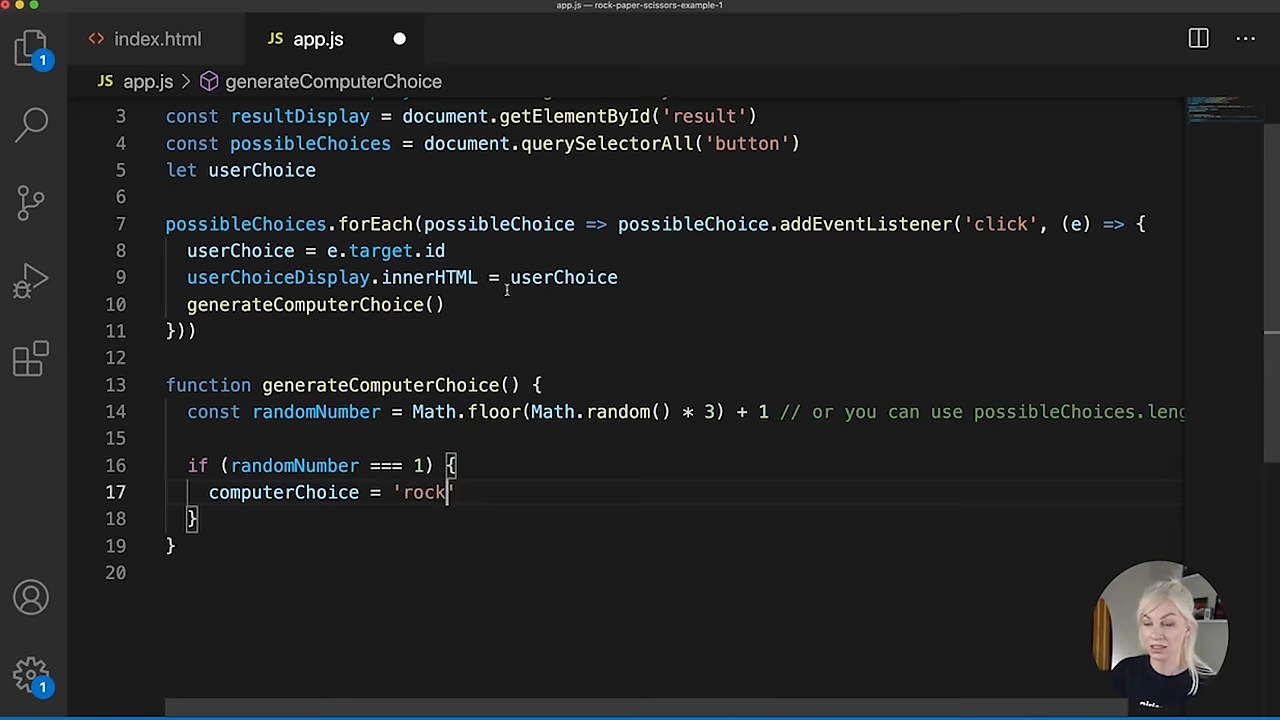 app.js — rock-paper-scissors-example-1
<> index.html
JS app.js
JS app.js > generateComputerChoice
3 const resultDisplay = document.getElementById('result')
4 const possibleChoices = document.querySelectorAll('button')
5 let userChoice
6
7 possibleChoices.forEach(possibleChoice => possibleChoice.addEventListener('click', (e) => {
8 userChoice = e.target.id
9 userChoiceDisplay.innerHTML = userChoice
10 generateComputerChoice()
11 }))
12
13 function generateComputerChoice() {
14 const randomNumber = Math.floor(Math.random() * 3) + 1 // or you can use possibleChoices.leng
15
16 if (randomNumber === 1) {
17 computerChoice = 'rock'
18 }
19 }
20
1
1